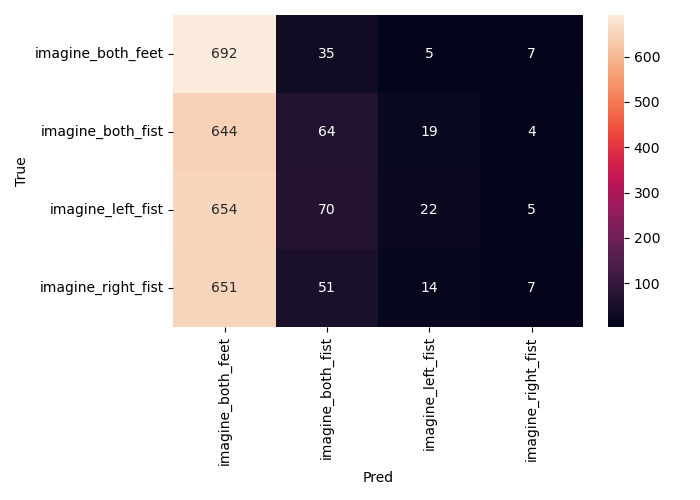 imagine_both_feet 692 35 5 7
imagine_both_fist 644 64 19 4
imagine_left_fist 654 70 22 5
imagine_right_fist 651 51 14 7
True
imagine_both_feet
imagine_both_fist
imagine_left_fist
imagine_right_fist
Pred
600
500
400
300
200
100